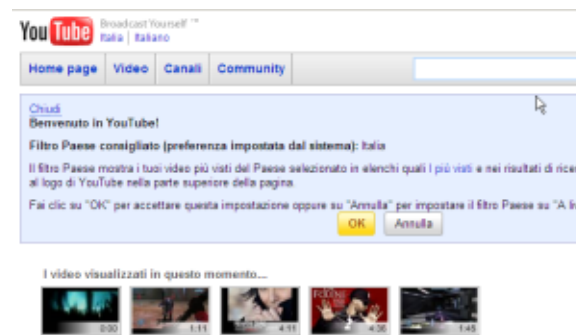 You Tube Broadcast Yourself ™
Italia | Italiano
Home page Video Canali Community
Chiudi
Benvenuto in YouTube!
Filtro Paese consigliato (preferenza impostata dal sistema): Italia
Il filtro Paese mostra i tuoi video più visti del Paese selezionato in elenchi quali I più visti e nei risultati di rice
al logo di YouTube nella parte superiore della pagina.
Fai clic su "OK" per accettare questa impostazione oppure su "Annulla" per impostare il filtro Paese su "A
OK Annulla
I video visualizzati in questo momento...
0:00 1:11 4:11 4:36 1:45